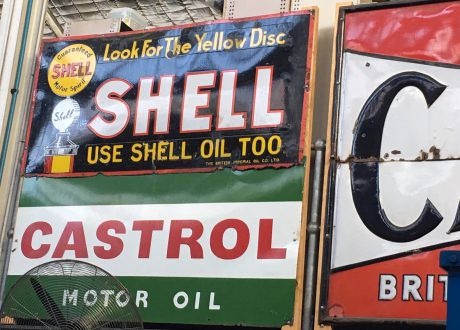 Look For The Yellow Disc
Guaranteed
SHELL
Motor Spirit
Shell
SHELL
USE SHELL OIL TOO
THE BRITISH IMPERIAL OIL CO. LTD.
CASTROL
MOTOR OIL
C
BRIT